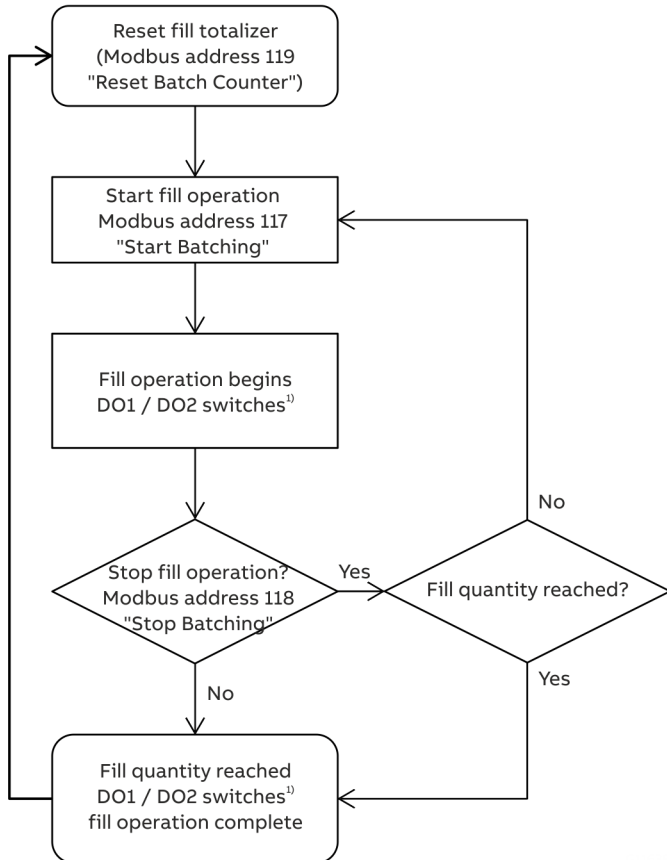 Reset fill totalizer
(Modbus address 119
"Reset Batch Counter")
Start fill operation
Modbus address 117
"Start Batching"
Fill operation begins
DO1 / DO2 switches¹⁾
No
Stop fill operation?
Modbus address 118
"Stop Batching"
Yes
Fill quantity reached?
Yes
No
Fill quantity reached
DO1 / DO2 switches¹⁾
fill operation complete